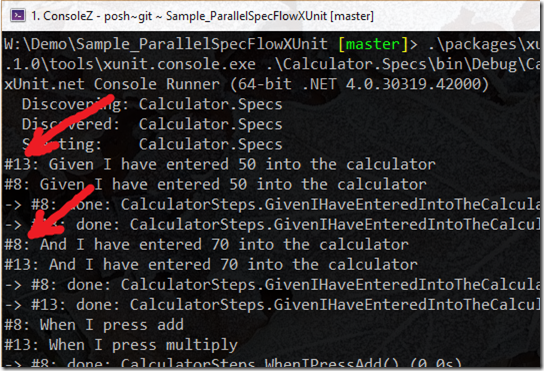 1. ConsoleZ - posh~git ~ Sample_ParallelSpecFlowXUnit [master]
W:\Demo\Sample_ParallelSpecFlowXUnit [master]> .\packages\xu
.1.0\tools\xunit.console.exe .\Calculator.Specs\bin\Debug\Ca
xUnit.net Console Runner (64-bit .NET 4.0.30319.42000)
Discovering: Calculator.Specs
Discovered: Calculator.Specs
Starting: Calculator.Specs
#13: Given I have entered 50 into the calculator
#8: Given I have entered 50 into the calculator
-> #8: done: CalculatorSteps.GivenIHaveEnteredIntoTheCalcula
-> #13: done: CalculatorSteps.GivenIHaveEnteredIntoTheCalcul
#8: And I have entered 70 into the calculator
#13: And I have entered 70 into the calculator
-> #8: done: CalculatorSteps.GivenIHaveEnteredIntoTheCalcula
-> #13: done: CalculatorSteps.GivenIHaveEnteredIntoTheCalcul
#8: When I press add
#13: When I press multiply
-> #8: done: CalculatorSteps.WhenIPressAdd() (0.0s)